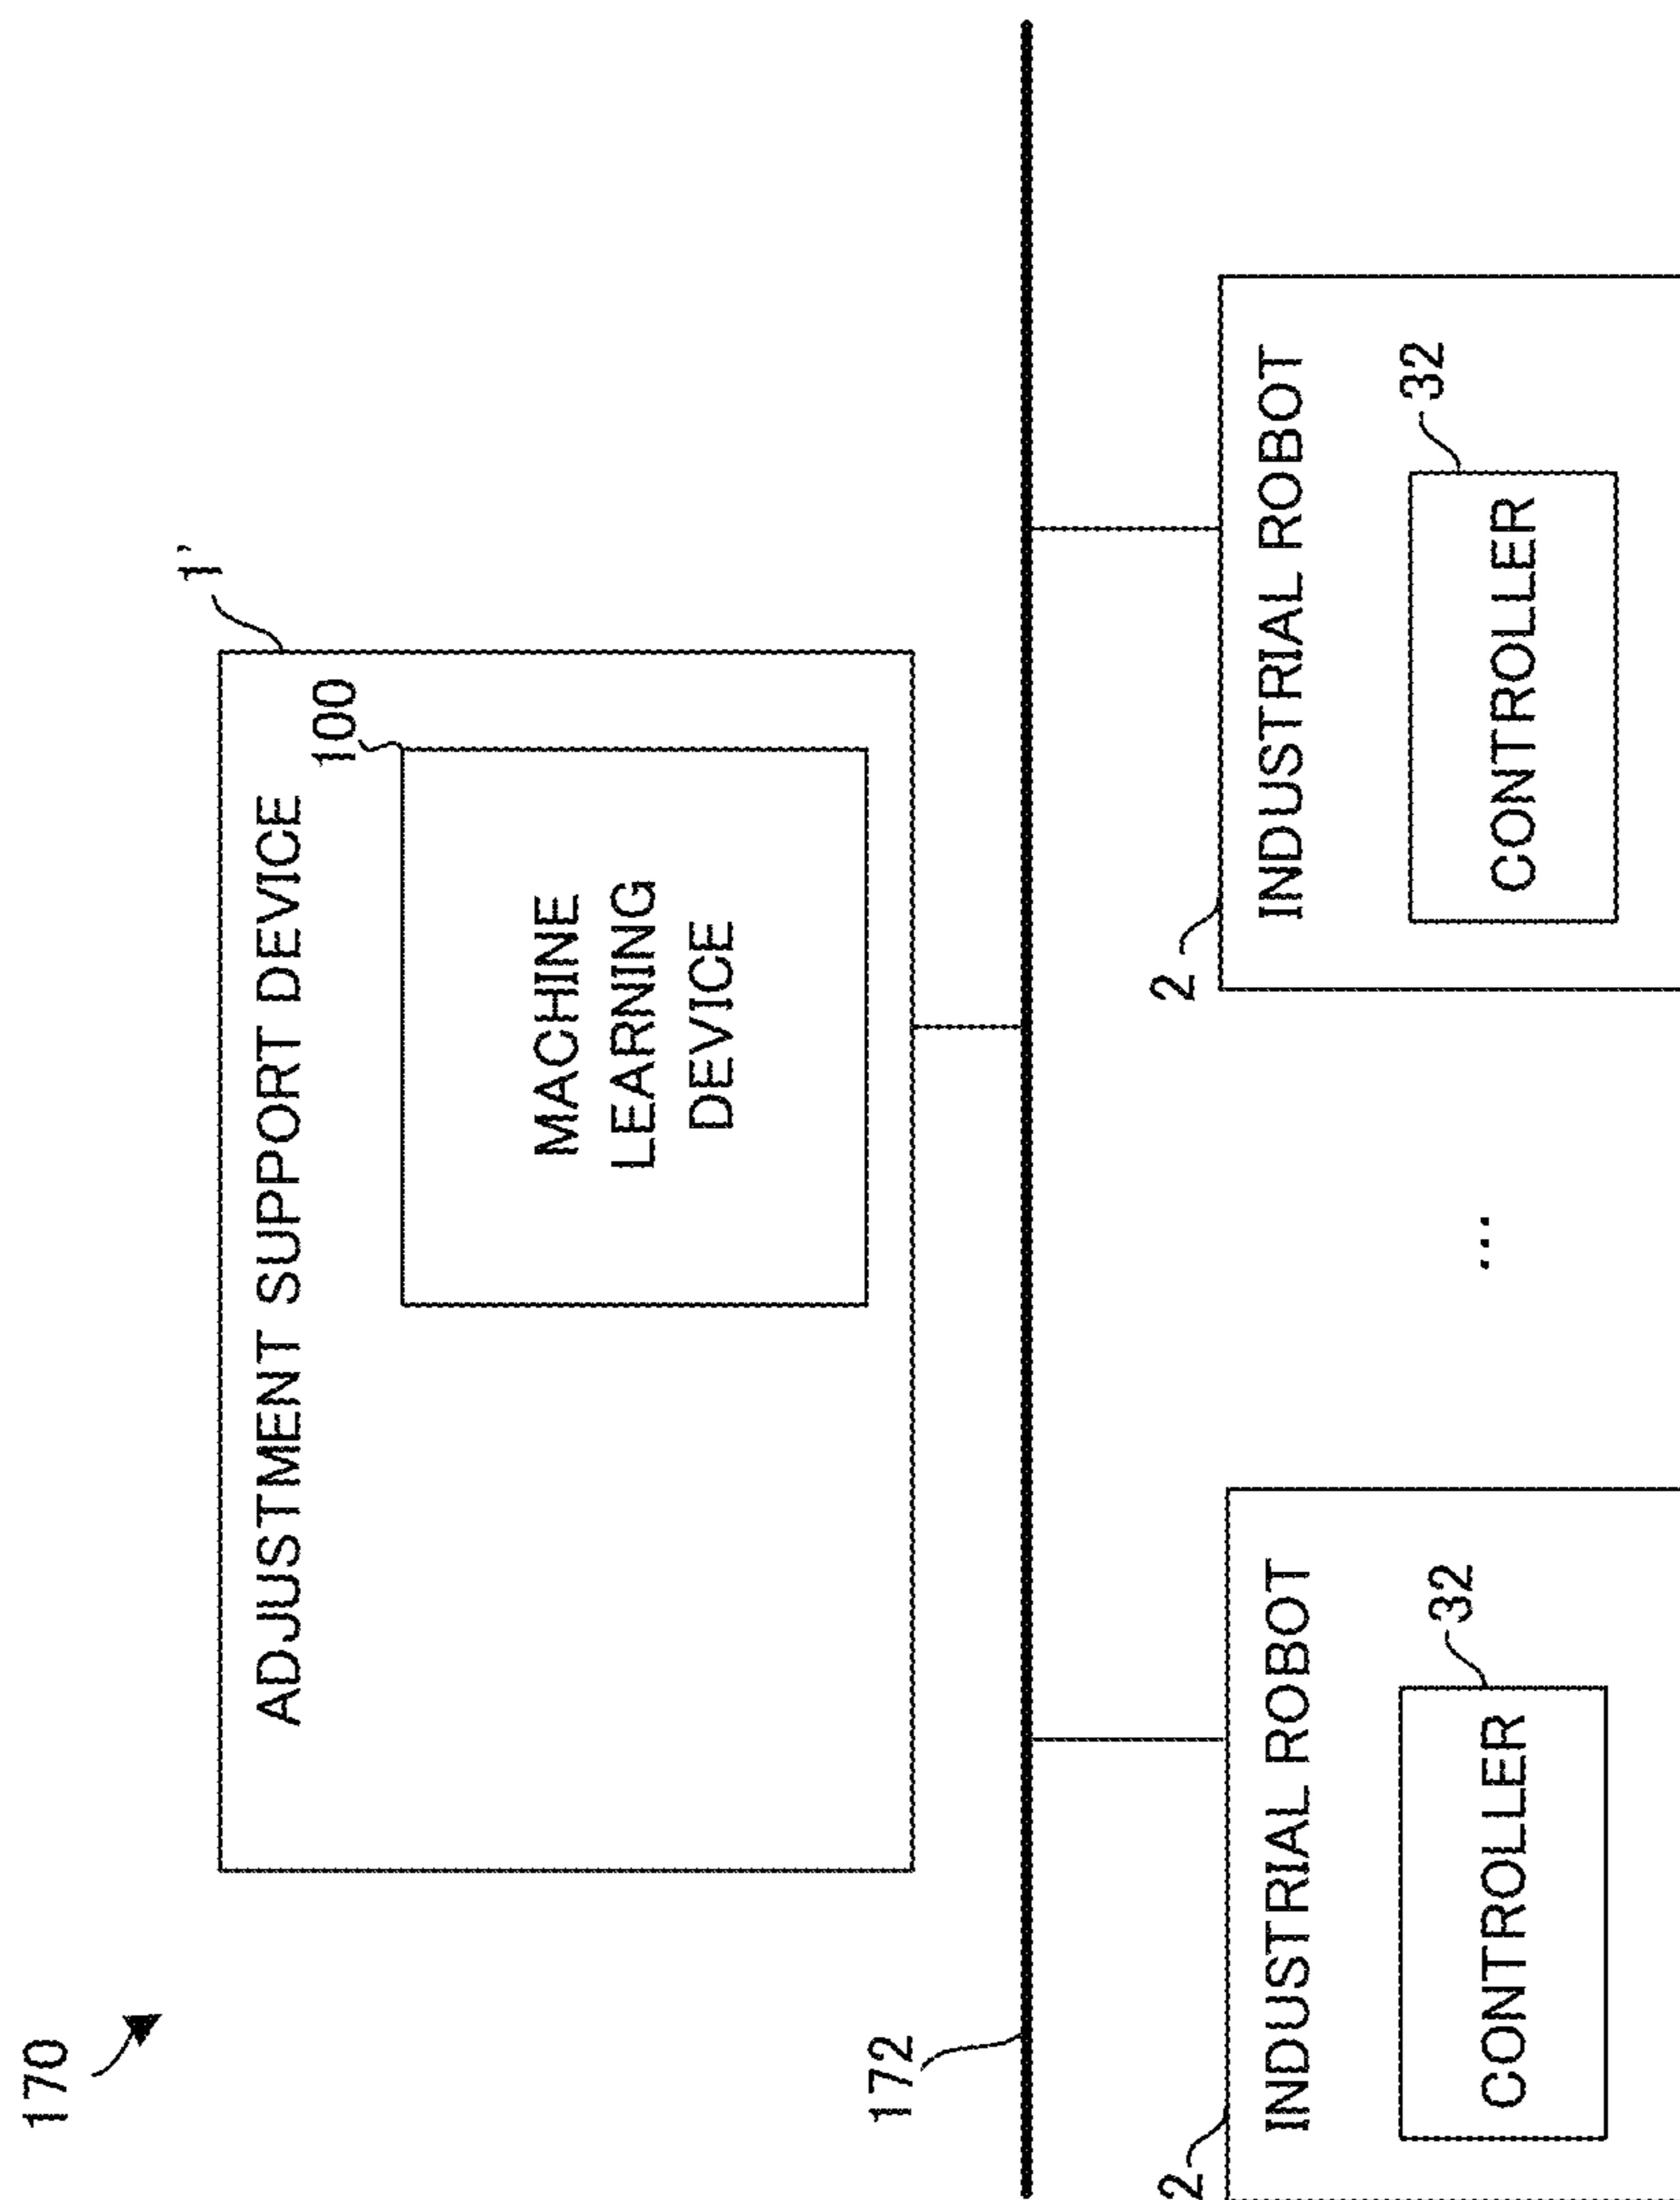 170
1'
ADJUSTMENT SUPPORT DEVICE
100
MACHINE
LEARNING
DEVICE
172
2
INDUSTRIAL ROBOT
32
CONTROLLER
...
2
INDUSTRIAL ROBOT
32
CONTROLLER